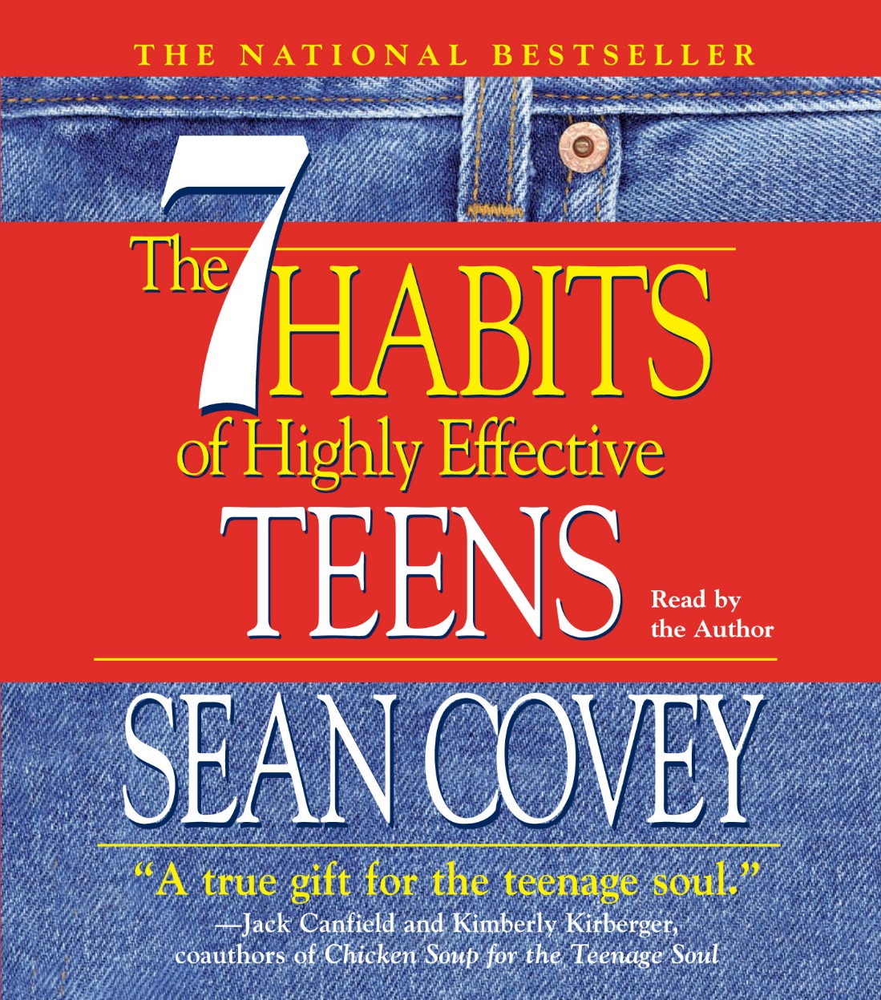 THE NATIONAL BESTSELLER
The 7 HABITS
of Highly Effective
TEENS
Read by
the Author
SEAN COVEY
“A true gift for the teenage soul.”
—Jack Canfield and Kimberly Kirberger,
coauthors of Chicken Soup for the Teenage Soul